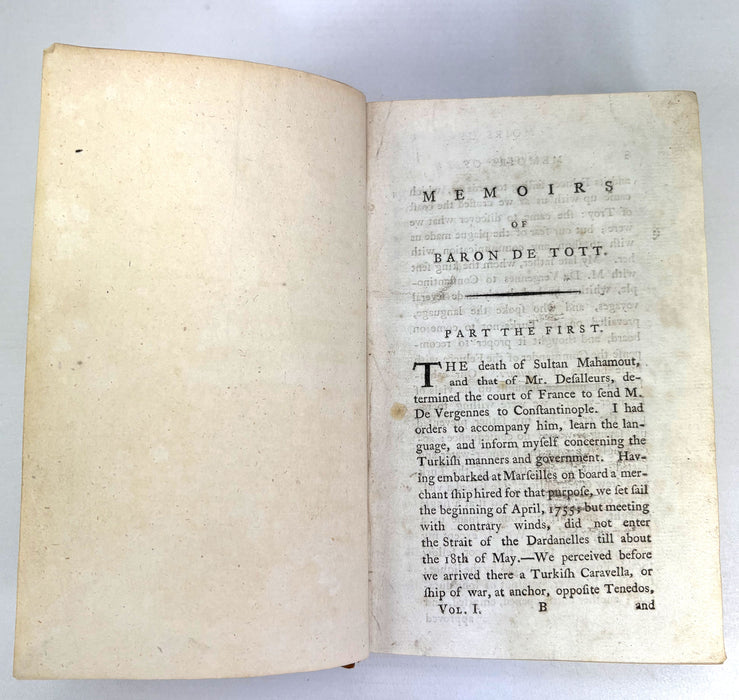 MEMOIRS
OF
BARON DE TOTT.
PART THE FIRST.
THE death of Sultan Mahamout,
and that of Mr. Deſalleurs, de-
termined the court of France to ſend M.
De Vergennes to Conſtantinople. I had
orders to accompany him, learn the lan-
guage, and inform myſelf concerning the
Turkiſh manners and government. Hav-
ing embarked at Marſeilles on board a mer-
chant ſhip hired for that purpoſe, we ſet ſail
the beginning of April, 1755; but meeting
with contrary winds, did not enter
the Strait of the Dardanelles till about
the 18th of May.—We perceived before
we arrived there a Turkiſh Caravella, or
ſhip of war, at anchor, oppoſite Tenedos,
VOL. I. B and